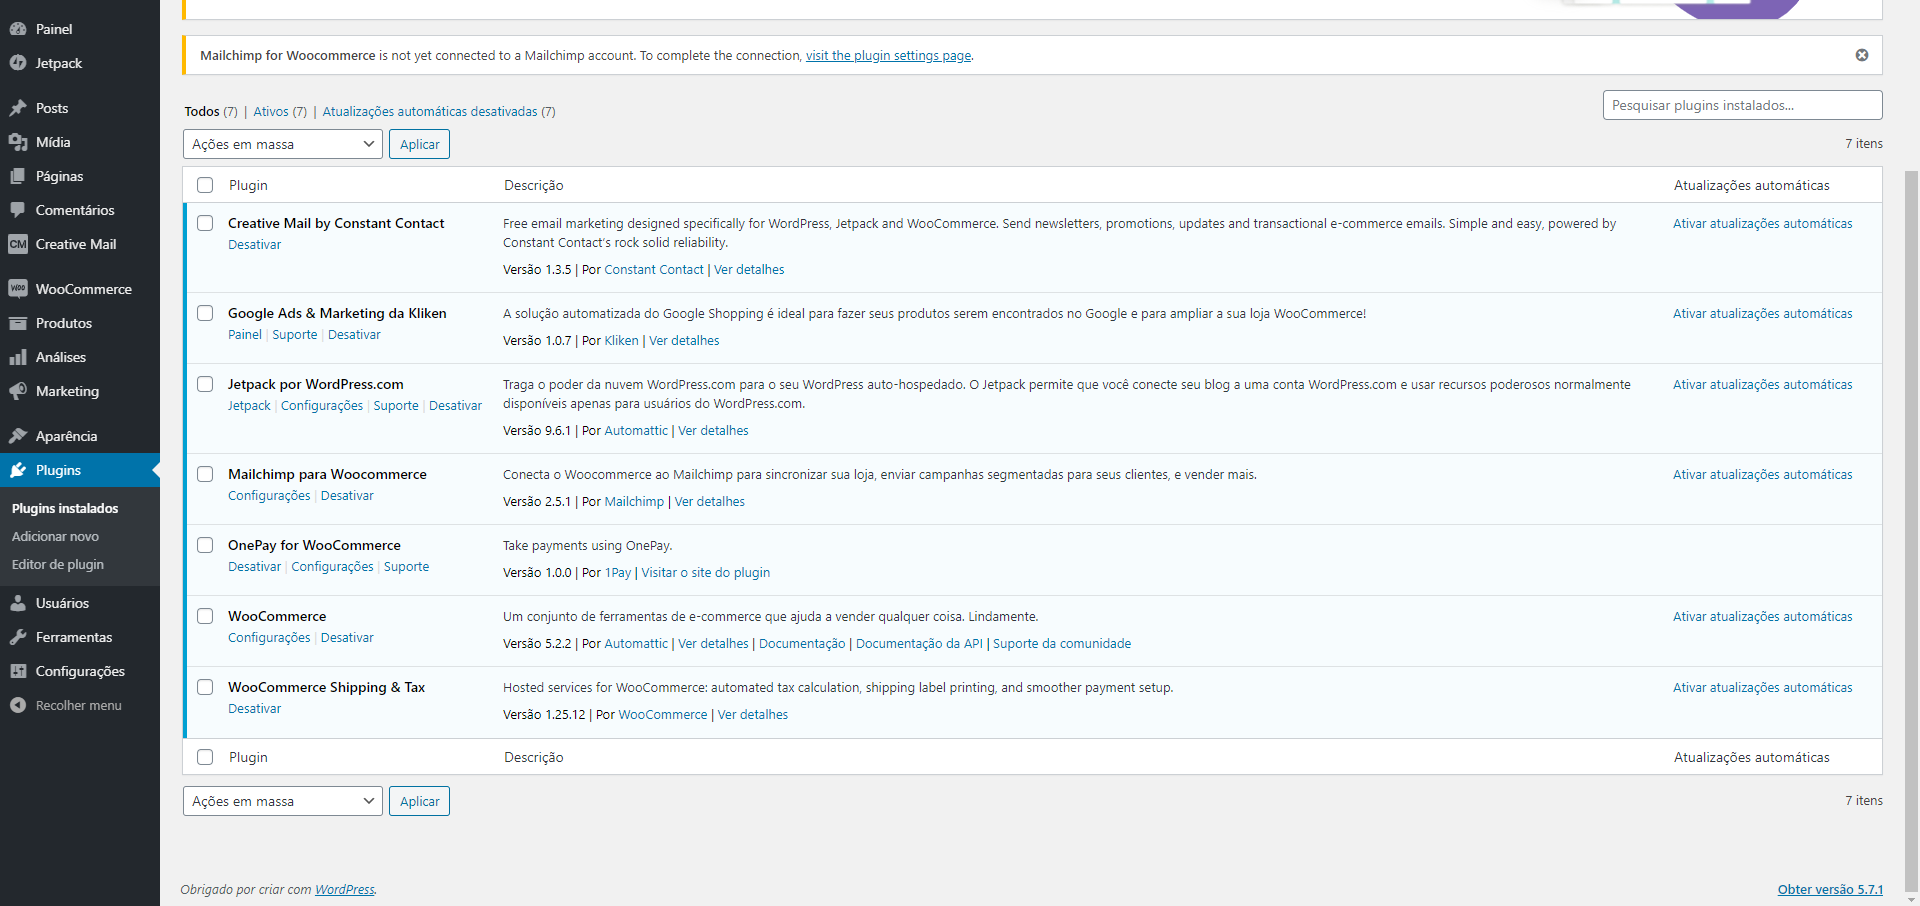 Painel
Jetpack
Posts
Mídia
Páginas
Comentários
CM Creative Mail
Woo WooCommerce
Produtos
Análises
Marketing
Aparência
Plugins
Plugins instalados
Adicionar novo
Editor de plugin
Usuários
Ferramentas
Configurações
Recolher menu
Mailchimp for Woocommerce is not yet connected to a Mailchimp account. To complete the connection, visit the plugin settings page.
Todos (7) | Ativos (7) | Atualizações automáticas desativadas (7)
Pesquisar plugins instalados...
Ações em massa Aplicar
7 itens
Plugin Descrição Atualizações automáticas
Creative Mail by Constant Contact
Desativar
Free email marketing designed specifically for WordPress, Jetpack and WooCommerce. Send newsletters, promotions, updates and transactional e-commerce emails. Simple and easy, powered by
Constant Contact's rock solid reliability.
Versão 1.3.5 | Por Constant Contact | Ver detalhes
Ativar atualizações automáticas
Google Ads & Marketing da Kliken
Painel | Suporte | Desativar
A solução automatizada do Google Shopping é ideal para fazer seus produtos serem encontrados no Google e para ampliar a sua loja WooCommerce!
Versão 1.0.7 | Por Kliken | Ver detalhes
Ativar atualizações automáticas
Jetpack por WordPress.com
Jetpack | Configurações | Suporte | Desativar
Traga o poder da nuvem WordPress.com para o seu WordPress auto-hospedado. O Jetpack permite que você conecte seu blog a uma conta WordPress.com e usar recursos poderosos normalmente
disponíveis apenas para usuários do WordPress.com.
Versão 9.6.1 | Por Automattic | Ver detalhes
Ativar atualizações automáticas
Mailchimp para Woocommerce
Configurações | Desativar
Conecta o Woocommerce ao Mailchimp para sincronizar sua loja, enviar campanhas segmentadas para seus clientes, e vender mais.
Versão 2.5.1 | Por Mailchimp | Ver detalhes
Ativar atualizações automáticas
OnePay for WooCommerce
Desativar | Configurações | Suporte
Take payments using OnePay.
Versão 1.0.0 | Por 1Pay | Visitar o site do plugin
WooCommerce
Configurações | Desativar
Um conjunto de ferramentas de e-commerce que ajuda a vender qualquer coisa. Lindamente.
Versão 5.2.2 | Por Automattic | Ver detalhes | Documentação | Documentação da API | Suporte da comunidade
Ativar atualizações automáticas
WooCommerce Shipping & Tax
Desativar
Hosted services for WooCommerce: automated tax calculation, shipping label printing, and smoother payment setup.
Versão 1.25.12 | Por WooCommerce | Ver detalhes
Ativar atualizações automáticas
Plugin Descrição Atualizações automáticas
Ações em massa Aplicar
7 itens
Obrigado por criar com WordPress.
Obter versão 5.7.1